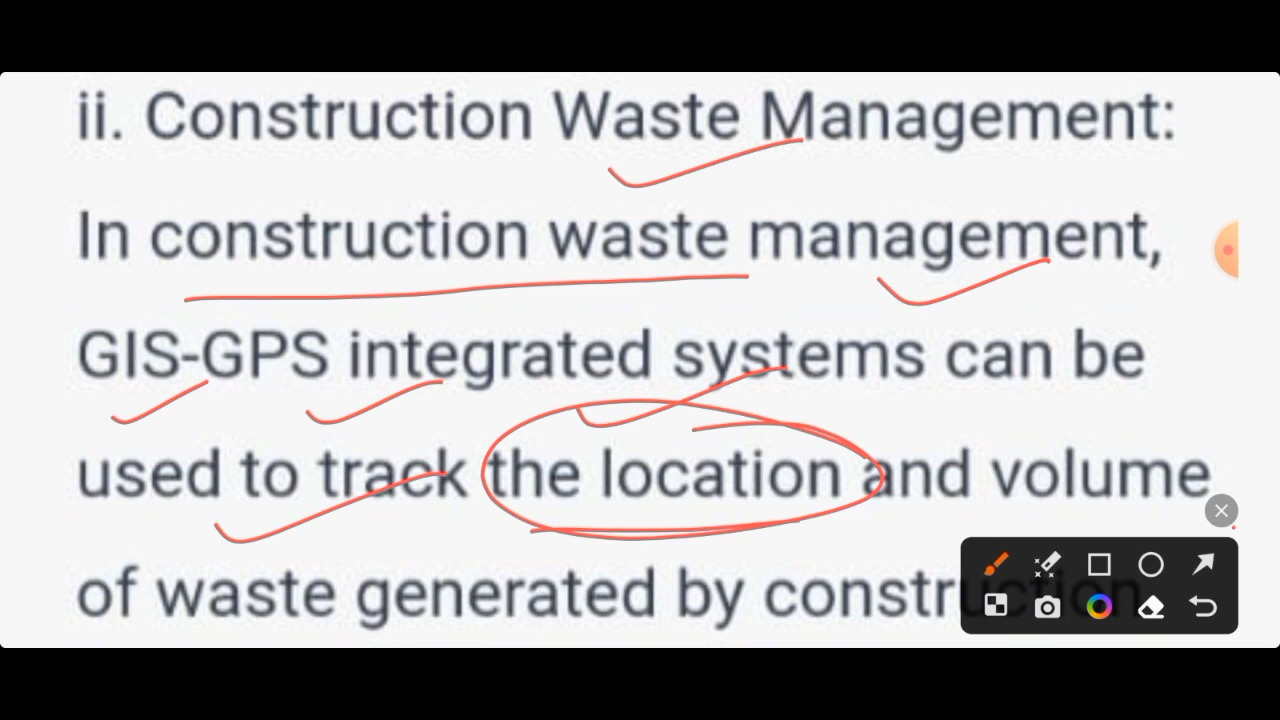 ii. Construction Waste Management:
In construction waste management,
GIS-GPS integrated systems can be
used to track the location and volume
of waste generated by construction